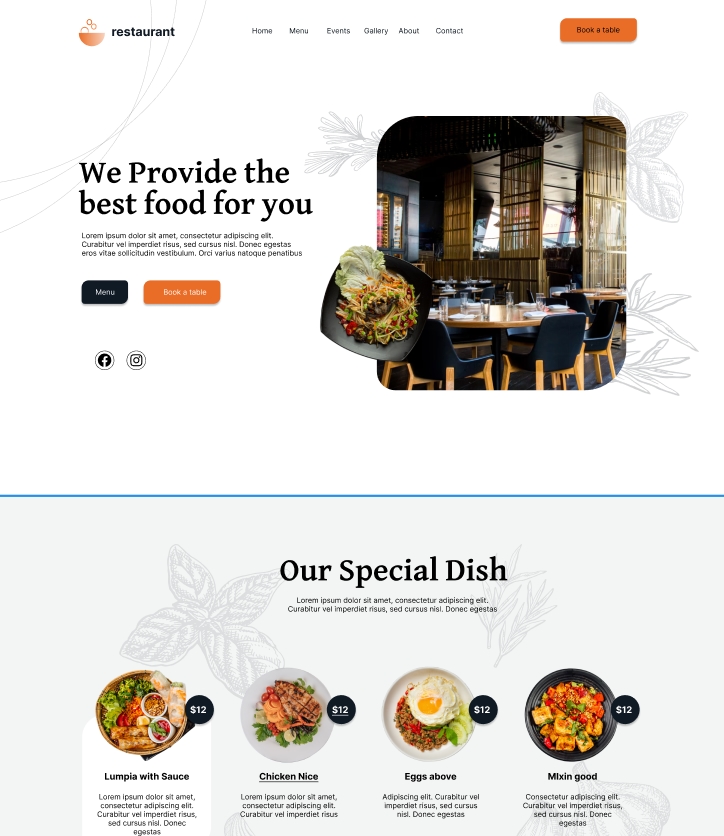 restaurant
Home Menu Events Gallery About Contact
Book a table
We Provide the
best food for you
Lorem ipsum dolor sit amet, consectetur adipiscing elit.
Curabitur vel imperdiet risus, sed cursus nisl. Donec egestas
eros vitae sollicitudin vestibulum. Orci varius natoque penatibus
Menu
Book a table
Our Special Dish
Lorem ipsum dolor sit amet, consectetur adipiscing elit.
Curabitur vel imperdiet risus, sed cursus nisl. Donec egestas
$12
Lumpia with Sauce
Lorem ipsum dolor sit amet,
consectetur adipiscing elit.
Curabitur vel imperdiet risus,
sed cursus nisl. Donec
egestas
$12
Chicken Nice
Lorem ipsum dolor sit amet,
consectetur adipiscing elit.
Curabitur vel imperdiet risus
$12
Eggs above
Adipiscing elit. Curabitur vel
imperdiet risus, sed cursus
nisl. Donec egestas
$12
MIxin good
Consectetur adipiscing elit.
Curabitur vel imperdiet risus,
sed cursus nisl. Donec
egestas